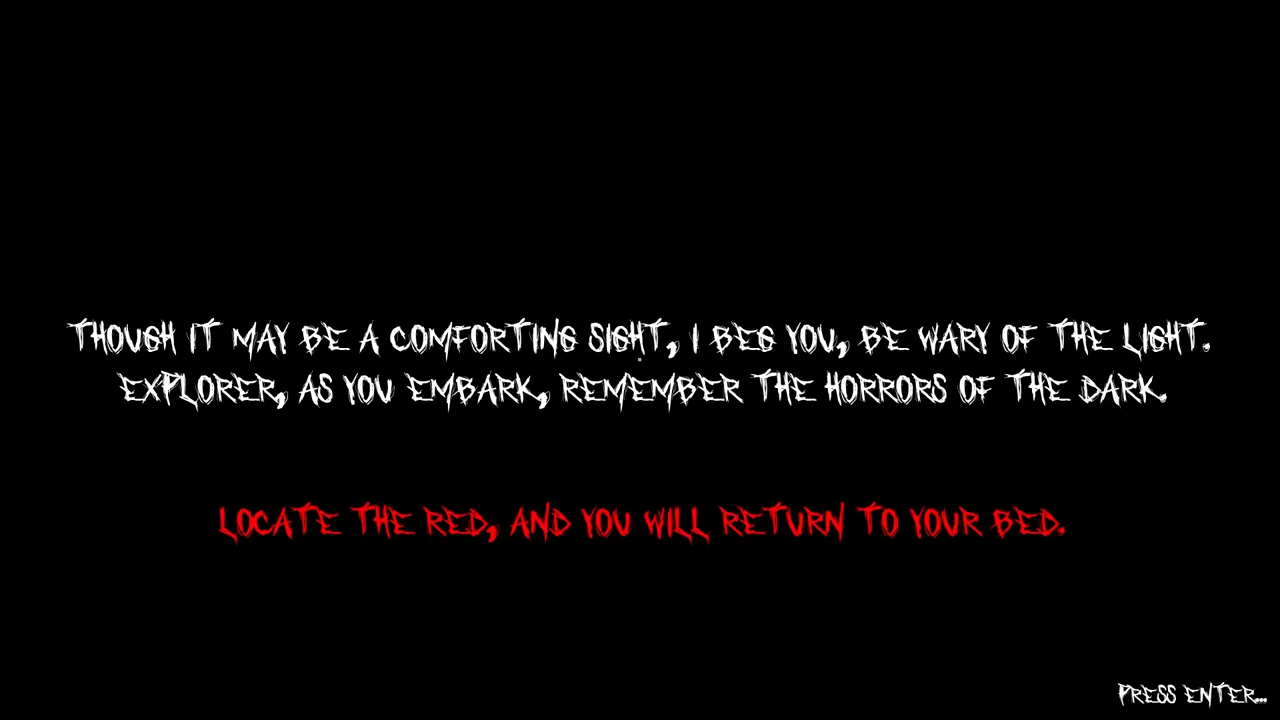 THOUGH IT MAY BE A COMFORTING SIGHT, I BEG YOU, BE WARY OF THE LIGHT.
EXPLORER, AS YOU EMBARK, REMEMBER THE HORRORS OF THE DARK.
LOCATE THE RED, AND YOU WILL RETURN TO YOUR BED.
PRESS ENTER...